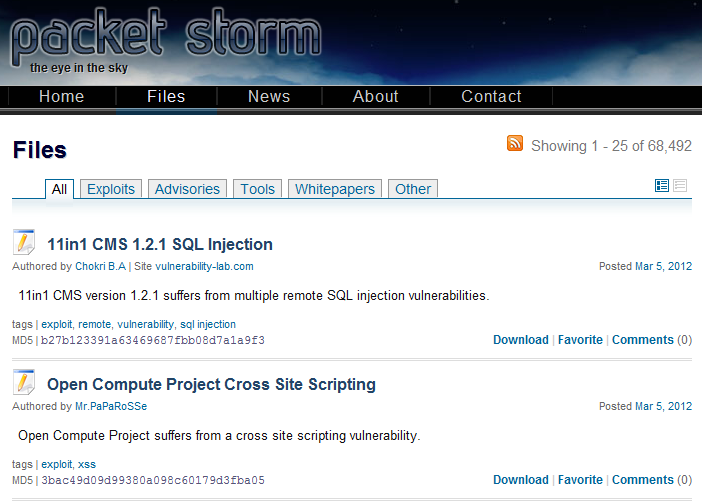 packet storm
the eye in the sky
Home Files News About Contact
Files
Showing 1 - 25 of 68,492
All Exploits Advisories Tools Whitepapers Other
11in1 CMS 1.2.1 SQL Injection
Authored by Chokri B.A | Site vulnerability-lab.com Posted Mar 5, 2012
11in1 CMS version 1.2.1 suffers from multiple remote SQL injection vulnerabilities.
tags | exploit, remote, vulnerability, sql injection
MD5 | b27b123391a63469687fbb08d7a1a9f3 Download | Favorite | Comments (0)
Open Compute Project Cross Site Scripting
Authored by Mr.PaPaRoSSe Posted Mar 5, 2012
Open Compute Project suffers from a cross site scripting vulnerability.
tags | exploit, xss
MD5 | 3bac49d09d99380a098c60179d3fba05 Download | Favorite | Comments (0)